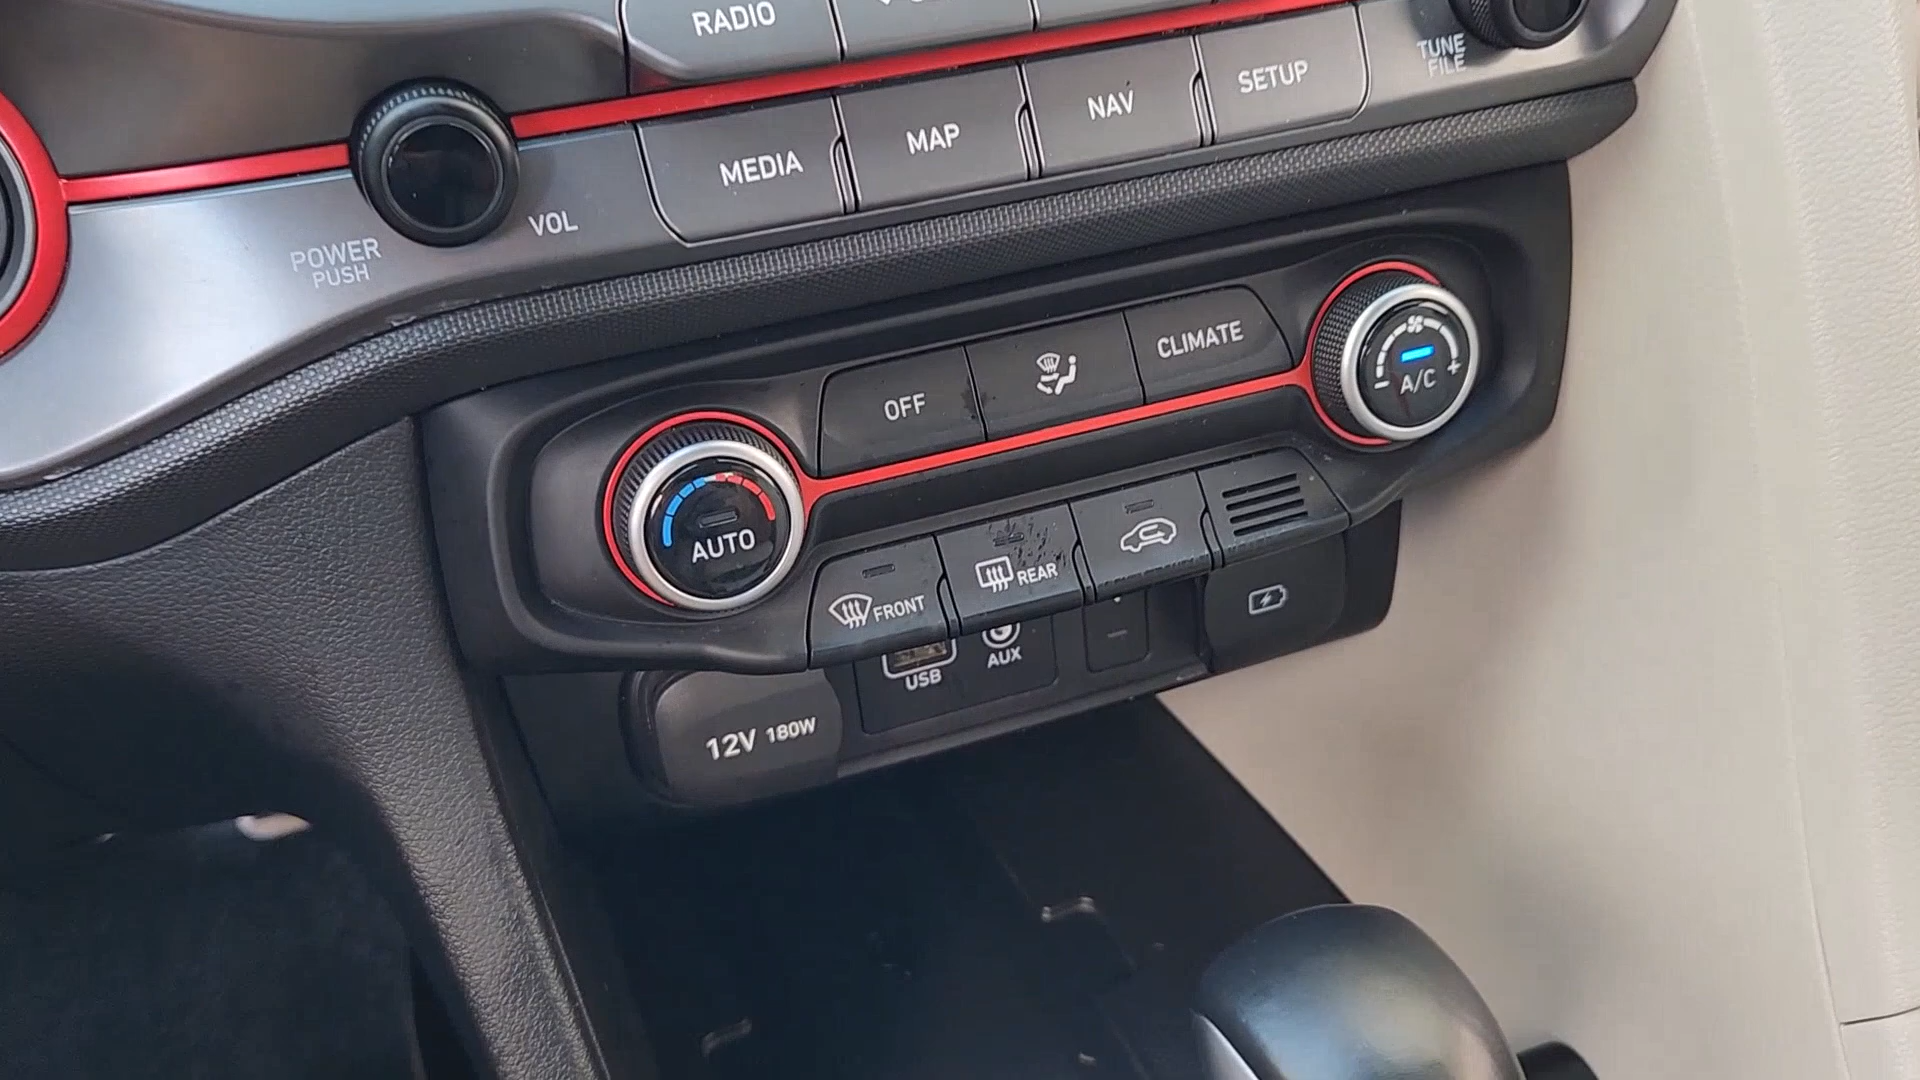 RADIO
TUNE
FILE
SETUP
NAV
MAP
MEDIA
VOL
POWER
PUSH
CLIMATE
OFF
A/C
- +
AUTO
FRONT
REAR
USB
AUX
12V 180W